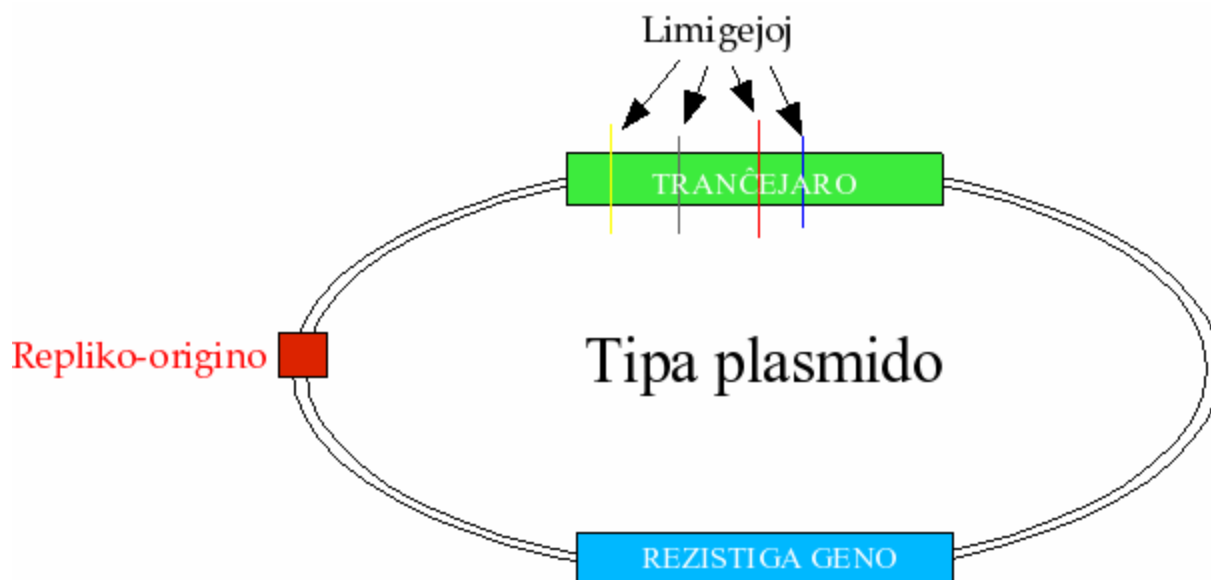 Limigejoj
TRANĈEJARO
Repliko-origino
Tipa plasmido
REZISTIGA GENO